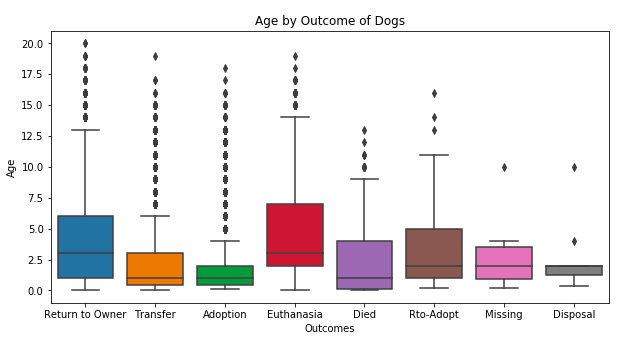 Age by Outcome of Dogs
20.0
17.5
15.0
12.5
10.0
7.5
5.0
2.5
0.0
Age
Return to Owner Transfer Adoption Euthanasia Died Rto-Adopt Missing Disposal
Outcomes